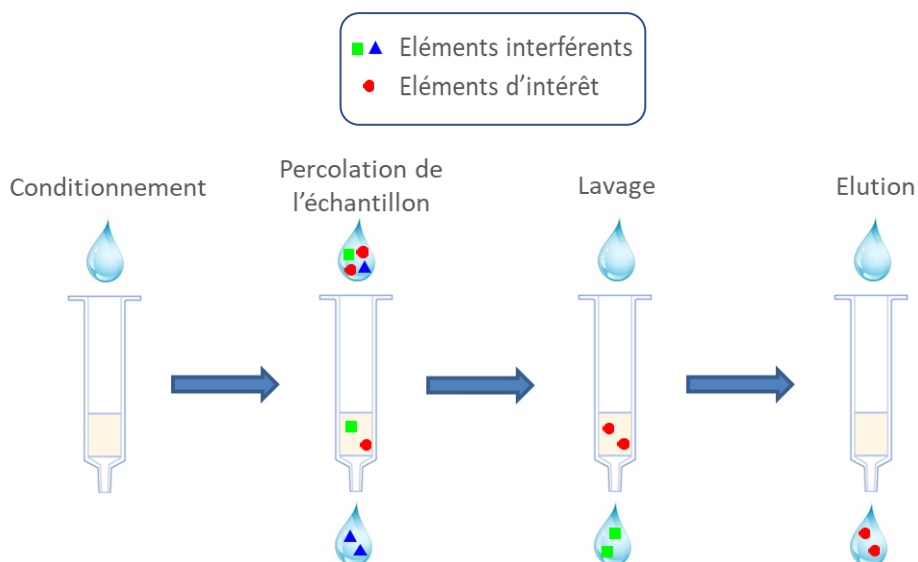 Eléments interférents
Eléments d’intérêt
Conditionnement
Percolation de
l’échantillon
Lavage
Elution